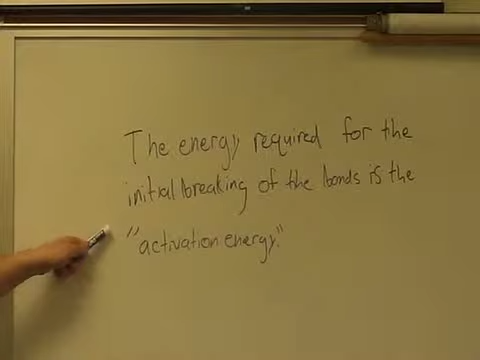 The energy required for the
initial breaking of the bonds is the
"activation energy."